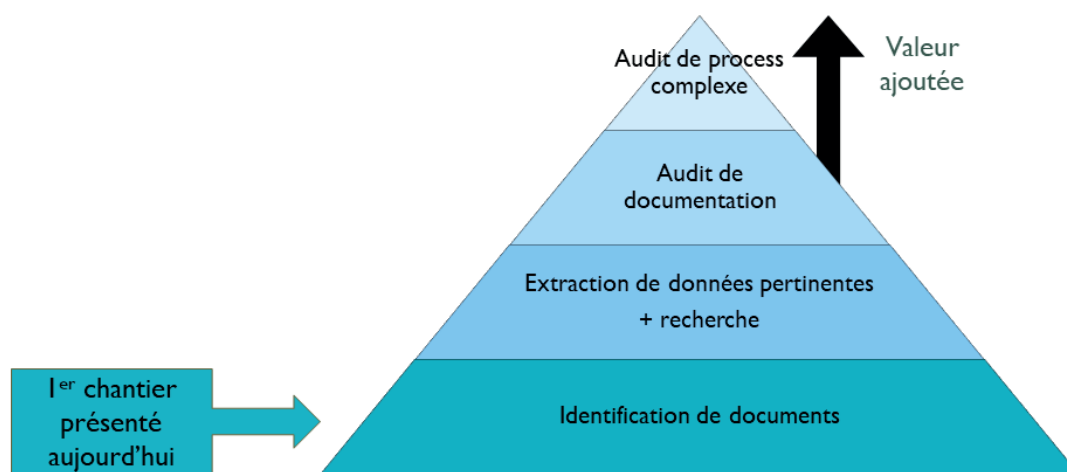 Audit de process
complexe
Valeur
ajoutée
Audit de
documentation
Extraction de données pertinentes
+ recherche
1er chantier
présenté
aujourd'hui
Identification de documents